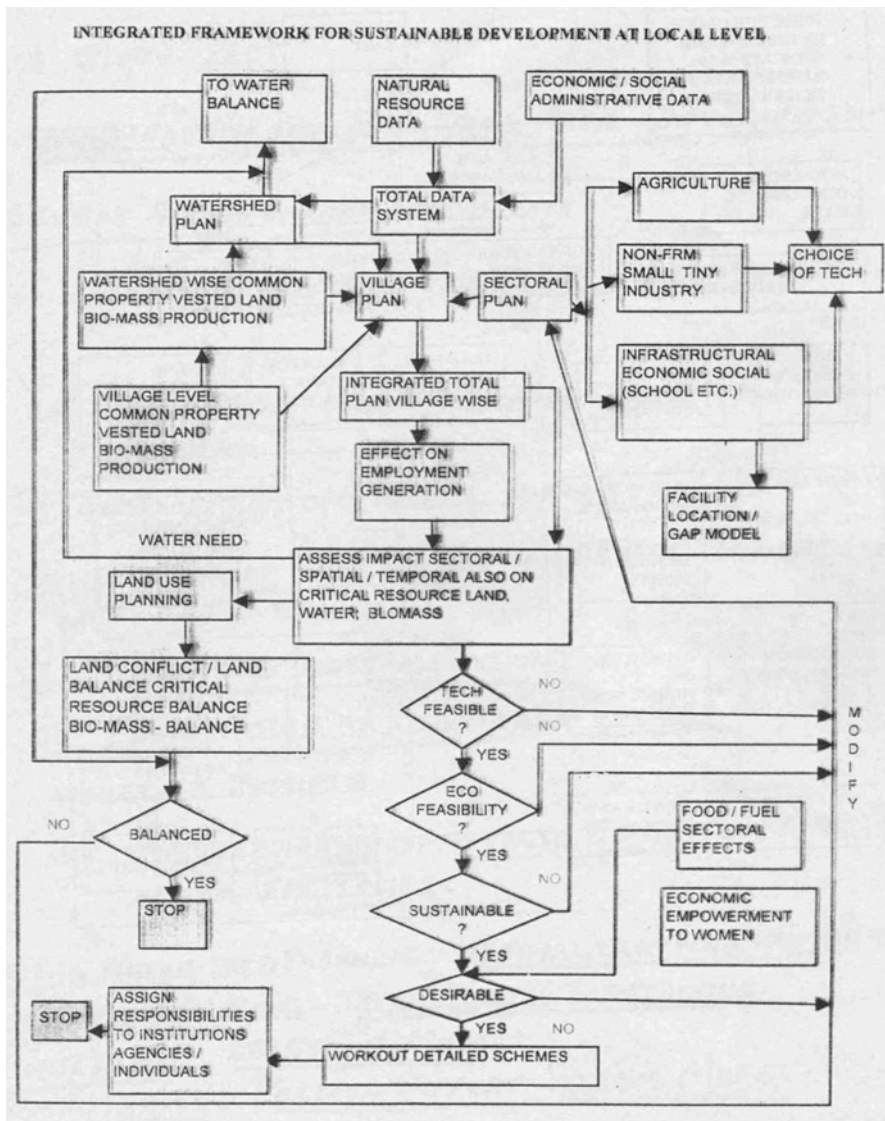 INTEGRATED FRAMEWORK FOR SUSTAINABLE DEVELOPMENT AT LOCAL LEVEL
TO WATER
BALANCE
NATURAL
RESOURCE
DATA
ECONOMIC / SOCIAL
ADMINISTRATIVE DATA
WATERSHED
PLAN
TOTAL DATA
SYSTEM
AGRICULTURE
WATERSHED WISE COMMON
PROPERTY VESTED LAND
BIO-MASS PRODUCTION
VILLAGE
PLAN
SECTORAL
PLAN
NON-FRM
SMALL TINY
INDUSTRY
CHOICE
OF TECH
VILLAGE LEVEL
COMMON PROPERTY
VESTED LAND
BIO-MASS
PRODUCTION
INTEGRATED TOTAL
PLAN VILLAGE WISE
INFRASTRUCTURAL
ECONOMIC SOCIAL
(SCHOOL ETC.)
EFFECT ON
EMPLOYMENT
GENERATION
FACILITY
LOCATION /
GAP MODEL
WATER NEED
LAND USE
PLANNING
ASSESS IMPACT SECTORAL /
SPATIAL / TEMPORAL ALSO ON
CRITICAL RESOURCE LAND,
WATER, BLOMASS
LAND CONFLICT / LAND
BALANCE CRITICAL
RESOURCE BALANCE
BIO-MASS - BALANCE
TECH
FEASIBLE
?
NO
NO
YES
MODIFY
ECO
FEASIBILITY
?
YES
NO
BALANCED
NO
YES
STOP
FOOD / FUEL
SECTORAL
EFFECTS
SUSTAINABLE
?
NO
YES
ECONOMIC
EMPOWERMENT
TO WOMEN
DESIRABLE
YES
NO
STOP
ASSIGN
RESPONSIBILITIES
TO INSTITUTIONS
AGENCIES /
INDIVIDUALS
WORKOUT DETAILED SCHEMES